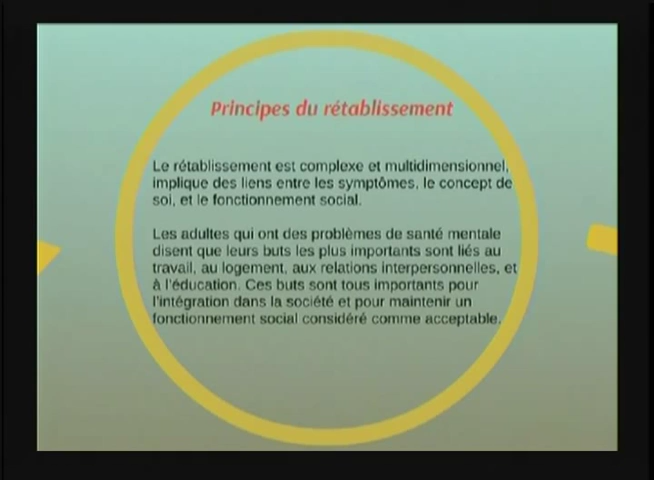 Principes du rétablissement
Le rétablissement est complexe et multidimensionnel,
implique des liens entre les symptômes, le concept de
soi, et le fonctionnement social.
Les adultes qui ont des problèmes de santé mentale
disent que leurs buts les plus importants sont liés au
travail, au logement, aux relations interpersonnelles, et
à l'éducation. Ces buts sont tous importants pour
l'intégration dans la société et pour maintenir un
fonctionnement social considéré comme acceptable.